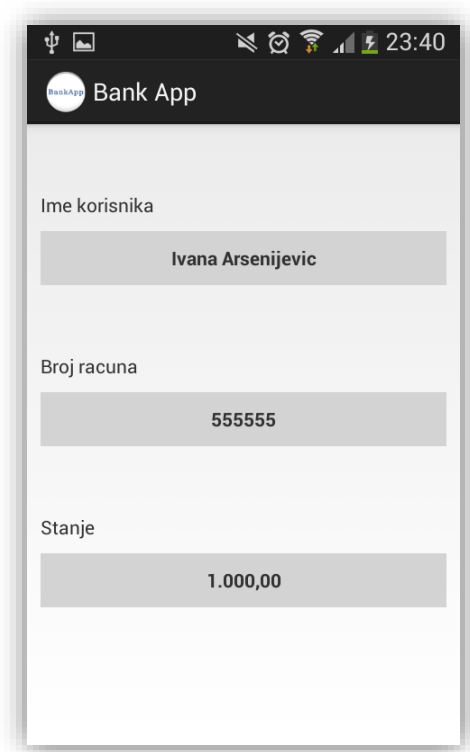 23:40
BankApp Bank App
Ime korisnika
Ivana Arsenijevic
Broj racuna
555555
Stanje
1.000,00